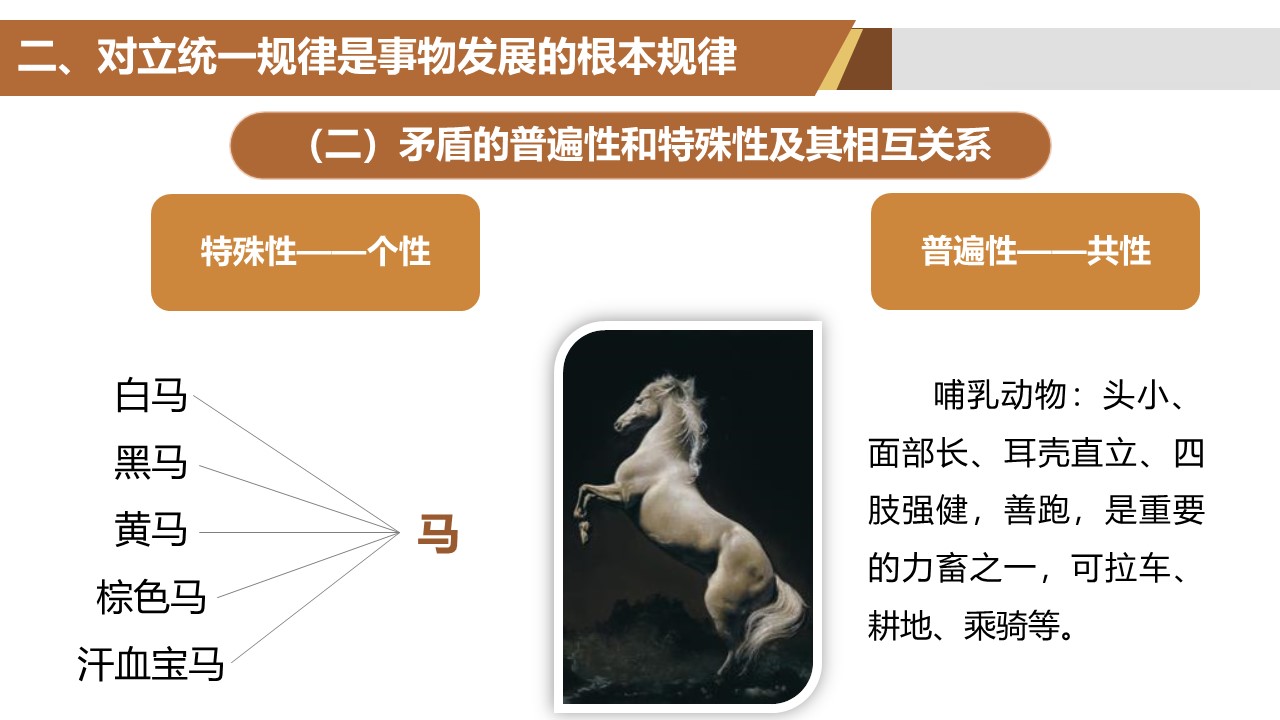 二、对立统一规律是事物发展的根本规律
（二）矛盾的普遍性和特殊性及其相互关系
特殊性——个性
普遍性——共性
白马
黑马
黄马
棕色马
汗血宝马
马
哺乳动物：头小、
面部长、耳壳直立、四
肢强健，善跑，是重要
的力畜之一，可拉车、
耕地、乘骑等。